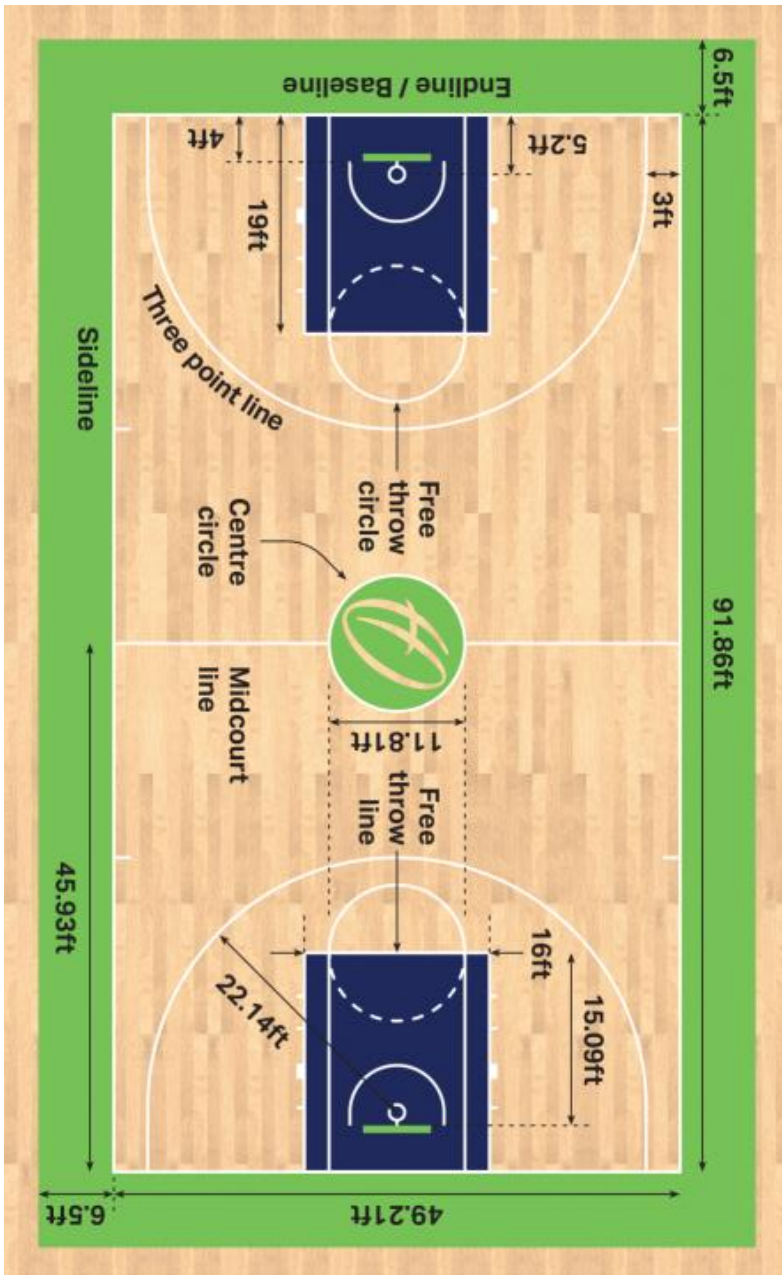 Endline / Baseline
6.5ft
4ft
5.2ft
3ft
19ft
Three point line
Sideline
Free
throw
circle
Centre
circle
91.86ft
Midcourt
line
11.81ft
Free
throw
line
45.93ft
16ft
15.09ft
22.14ft
6.5ft
49.21ft